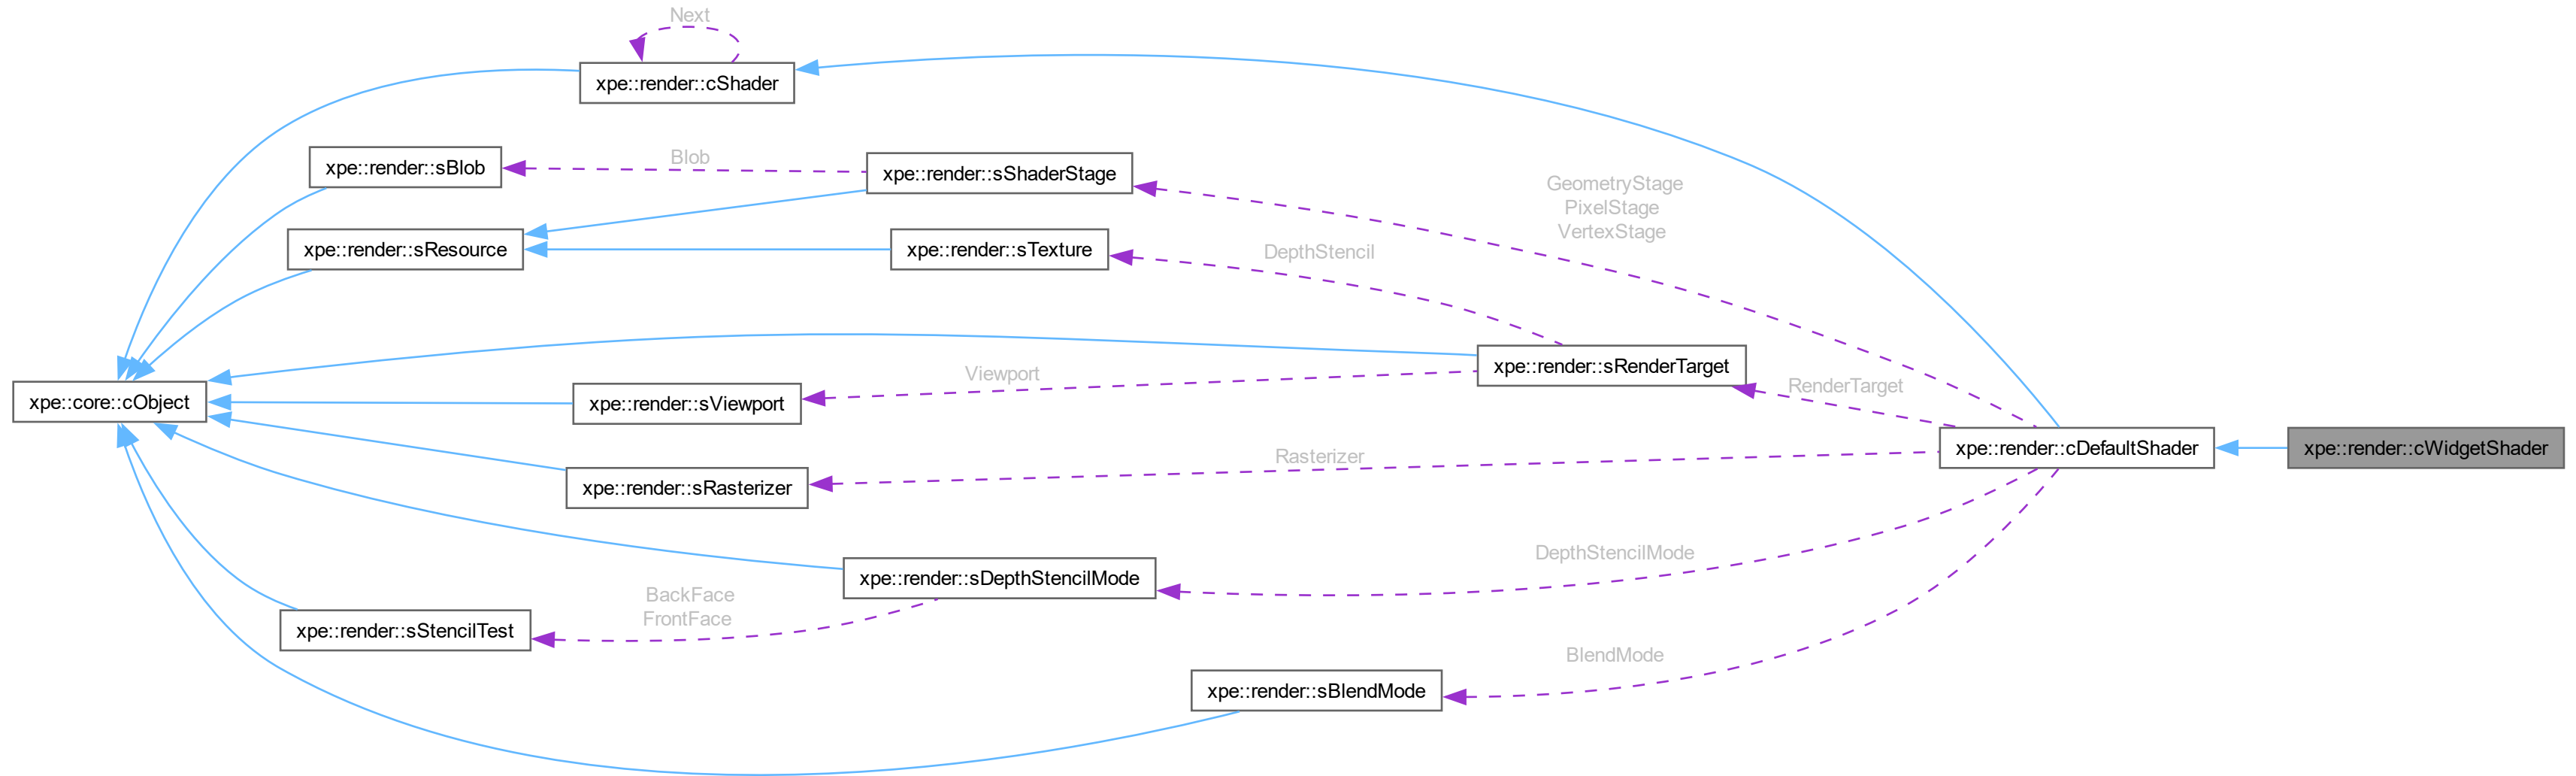 Next
xpe::render::cShader
xpe::render::sBlob
Blob
xpe::render::sShaderStage
GeometryStage
PixelStage
VertexStage
xpe::render::sResource
xpe::render::sTexture
DepthStencil
xpe::core::cObject
xpe::render::sViewport
Viewport
xpe::render::sRenderTarget
RenderTarget
xpe::render::cDefaultShader
xpe::render::cWidgetShader
Rasterizer
xpe::render::sRasterizer
xpe::render::sDepthStencilMode
DepthStencilMode
BackFace
FrontFace
xpe::render::sStencilTest
BlendMode
xpe::render::sBlendMode